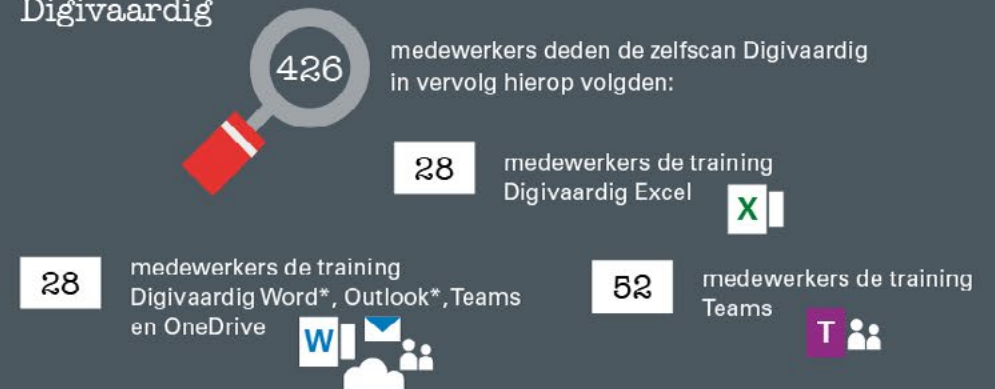 Digivaardig
426
medewerkers deden de zelfscan Digivaardig
in vervolg hierop volgden:
28
medewerkers de training
Digivaardig Excel
X
28
medewerkers de training
Digivaardig Word*, Outlook*, Teams
en OneDrive
W
52
medewerkers de training
Teams
T